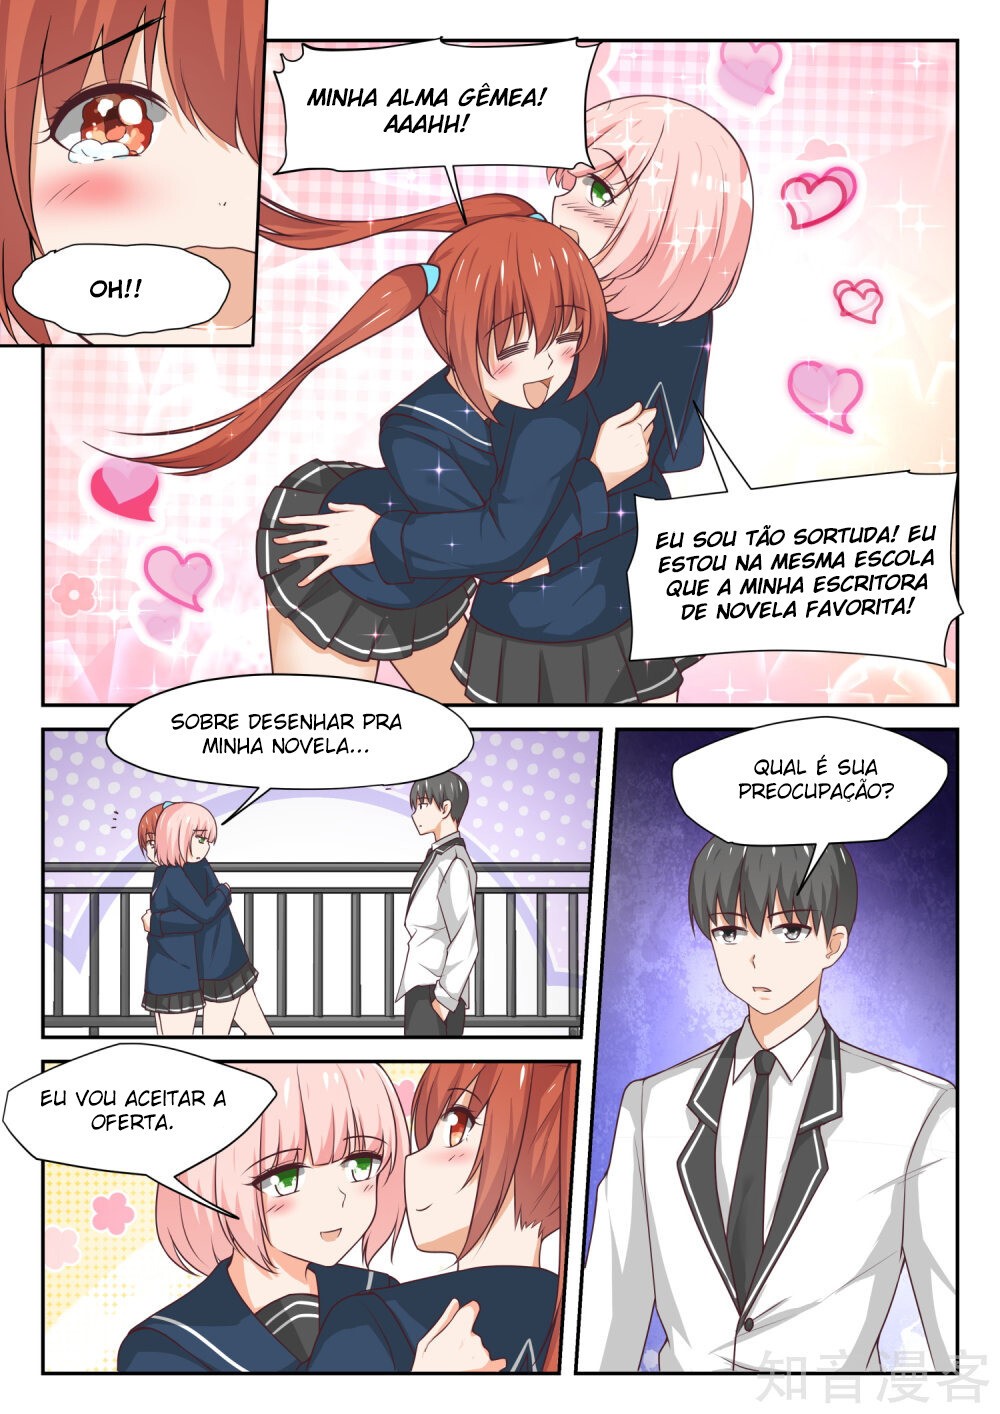 OH!!
MINHA ALMA GÊMEA!
AAAHH!
EU SOU TÃO SORTUDA! EU
ESTOU NA MESMA ESCOLA
QUE A MINHA ESCRITORA
DE NOVELA FAVORITA!
SOBRE DESENHAR PRA
MINHA NOVELA...
QUAL É SUA
PREOCUPAÇÃO?
EU VOU ACEITAR A
OFERTA.
知音漫客